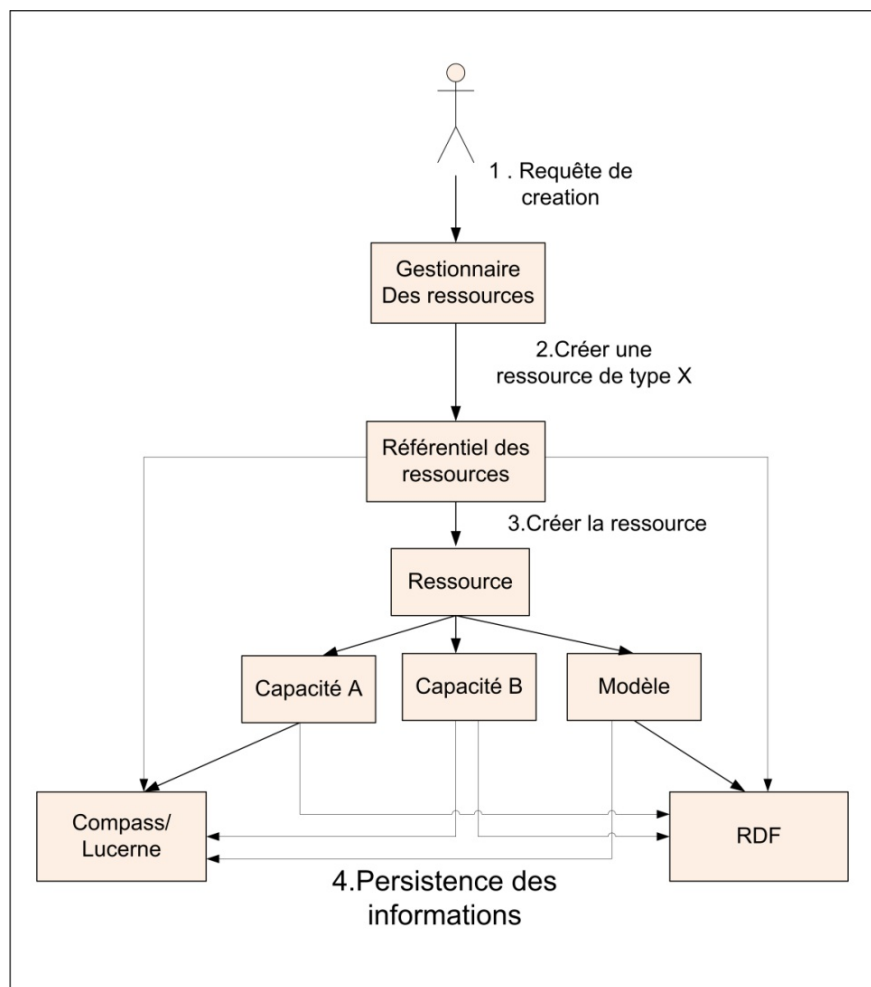 1 . Requête de
creation
Gestionnaire
Des ressources
2.Créer une
ressource de type X
Référentiel des
ressources
3.Créer la ressource
Ressource
Capacité A
Capacité B
Modèle
Compass/
Lucerne
RDF
4.Persistence des
informations